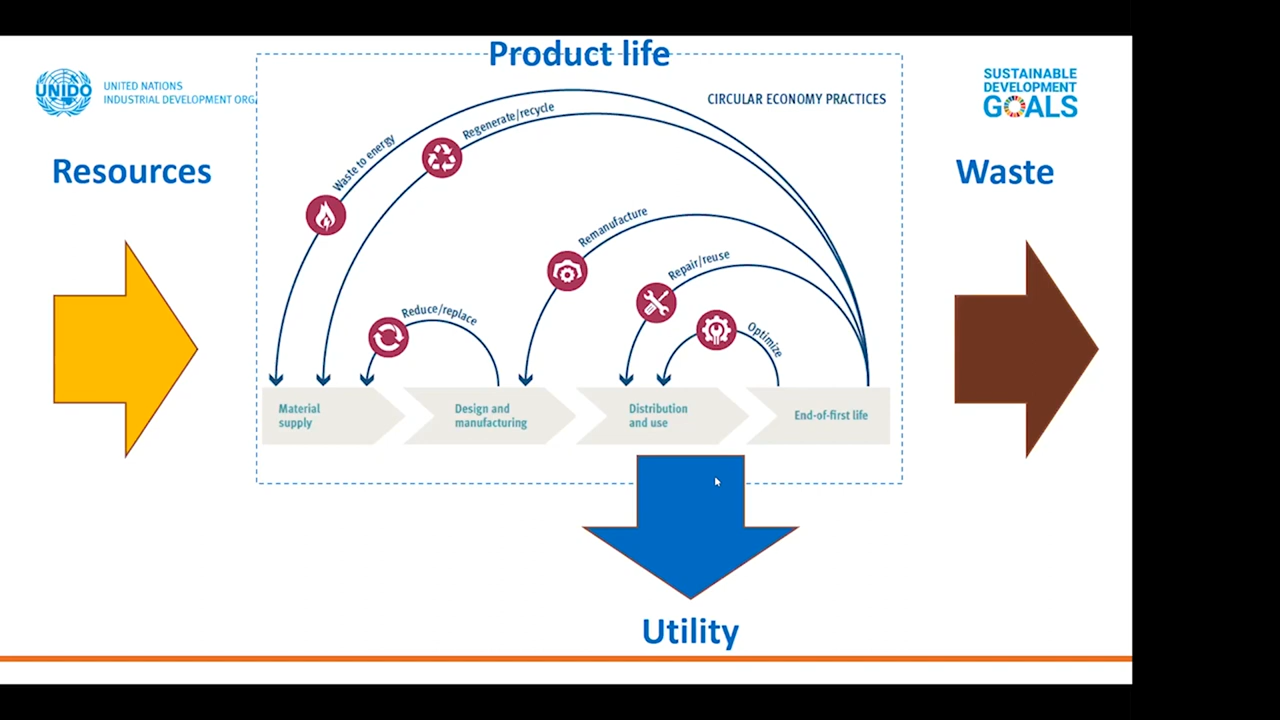 Product life
UNIDO
UNITED NATIONS
INDUSTRIAL DEVELOPMENT ORG
CIRCULAR ECONOMY PRACTICES
SUSTAINABLE
DEVELOPMENT
GOALS
Resources
Waste
Waste to energy
Regenerate/recycle
Remanufacture
Repair/reuse
Reduce/replace
Optimize
Material
supply
Design and
manufacturing
Distribution
and use
End-of-first life
Utility